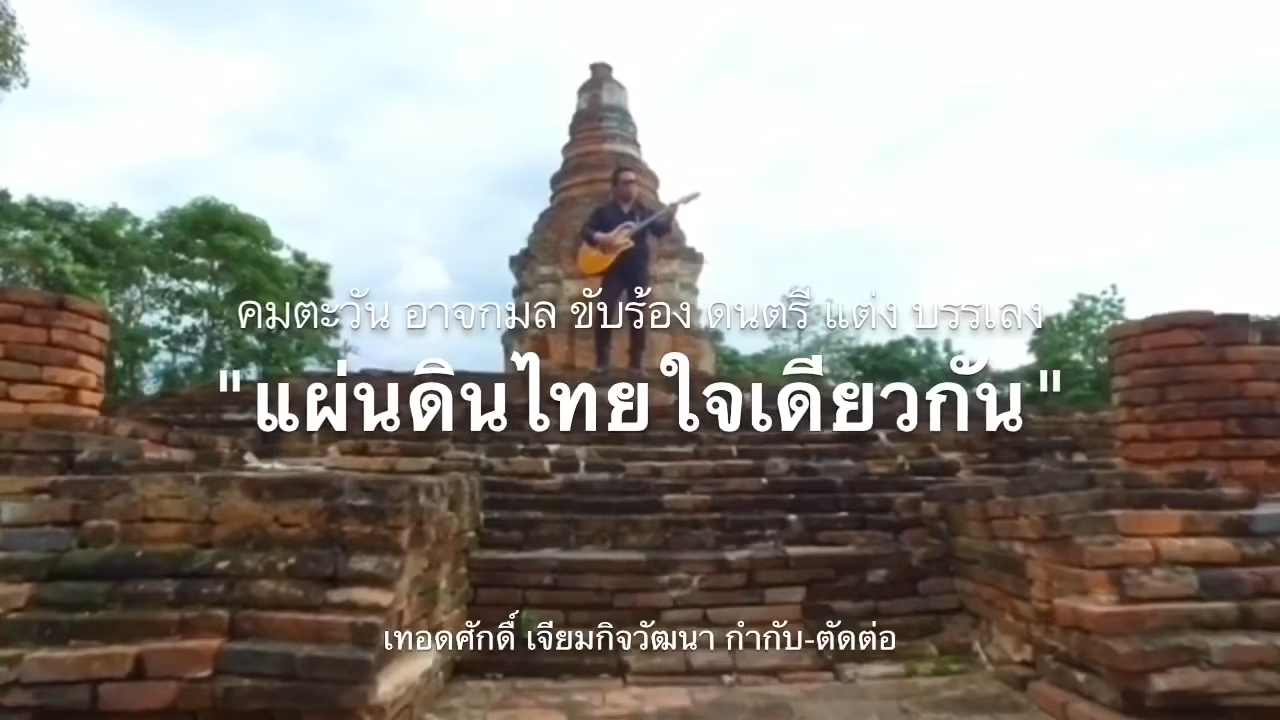 คมตะวัน อาจกมล ขับร้อง ดนตรี แต่ง บรรเลง
"แผ่นดินไทย ใจเดียวกัน"
เทอดศักดิ์ เจียมกิจวัฒนา กำกับ-ตัดต่อ